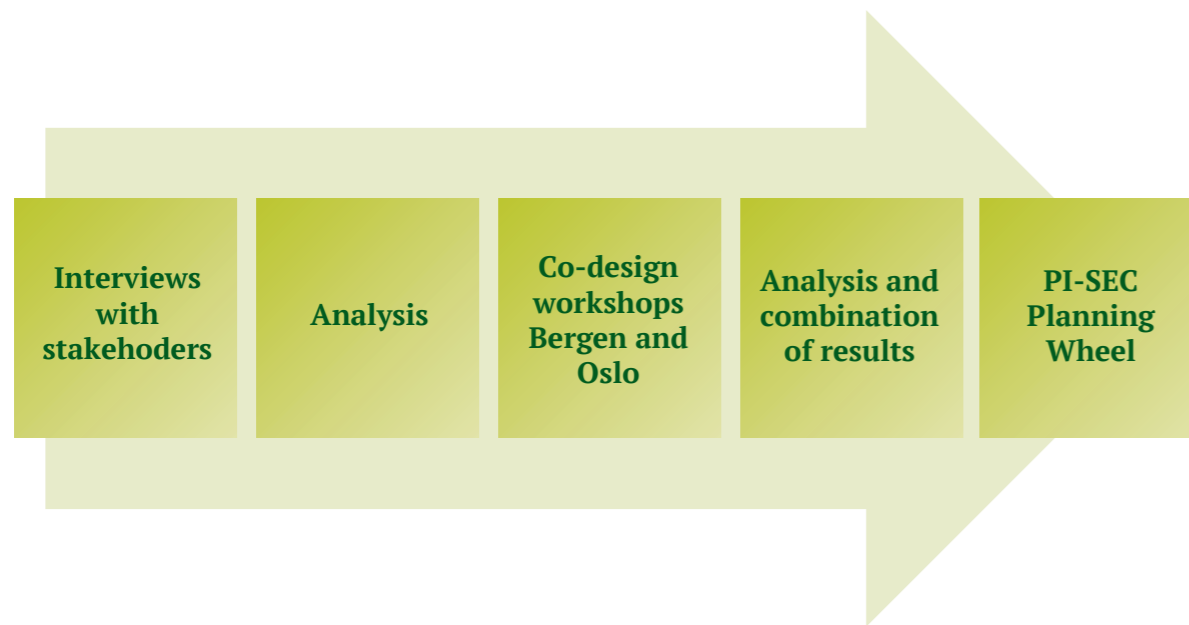 Interviews
with
stakehoders
Analysis
Co-design
workshops
Bergen and
Oslo
Analysis and
combination
of results
PI-SEC
Planning
Wheel